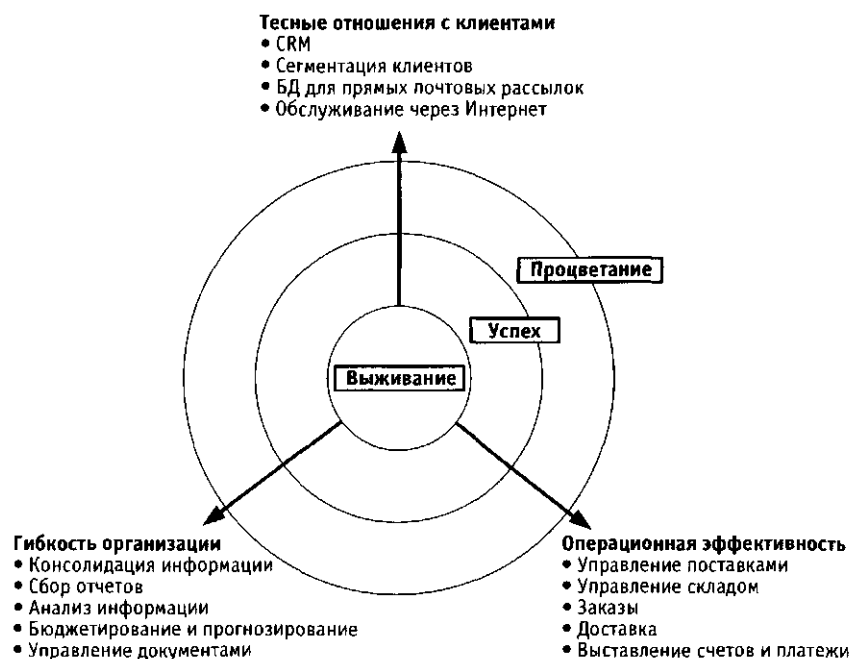 Тесные отношения с клиентами
• CRM
• Сегментация клиентов
• БД для прямых почтовых рассылок
• Обслуживание через Интернет
Процветание
Успех
Выживание
Гибкость организации
• Консолидация информации
• Сбор отчетов
• Анализ информации
• Бюджетирование и прогнозирование
• Управление документами
Операционная эффективность
• Управление поставками
• Управление складом
• Заказы
• Доставка
• Выставление счетов и платежи